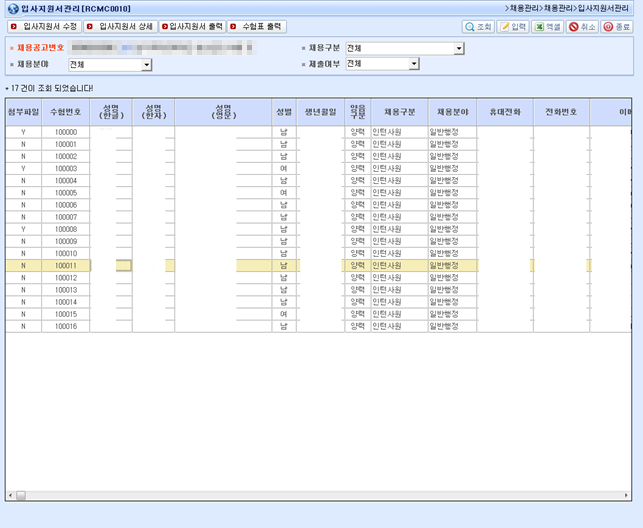 입사지원서관리[RCMC0010] >채용관리>채용관리>입사지원서관리
입사지원서 수정 입사지원서 상세 입사지원서 출력 수험표 출력 조회 입력 엑셀 취소 종료
채용공고번호 채용구분 전체
채용분야 전체 제출여부 전체
* 17 건이 조회 되었습니다!
첨부파일 수험번호 성명(한글) 성명(한자) 성명(영문) 성별 생년월일 양음구분 채용구분 채용분야 휴대전화 전화번호
Y 100000 남 양력 인턴사원 일반행정
N 100001 남 양력 인턴사원 일반행정
N 100002 남 양력 인턴사원 일반행정
Y 100003 여 양력 인턴사원 일반행정
N 100004 남 양력 인턴사원 일반행정
N 100005 여 양력 인턴사원 일반행정
N 100006 남 양력 인턴사원 일반행정
N 100007 남 양력 인턴사원 일반행정
Y 100008 남 양력 인턴사원 일반행정
N 100009 남 양력 인턴사원 일반행정
N 100010 남 양력 인턴사원 일반행정
N 100011 남 양력 인턴사원 일반행정
N 100012 남 양력 인턴사원 일반행정
N 100013 남 양력 인턴사원 일반행정
N 100014 남 양력 인턴사원 일반행정
N 100015 여 양력 인턴사원 일반행정
N 100016 남 양력 인턴사원 일반행정